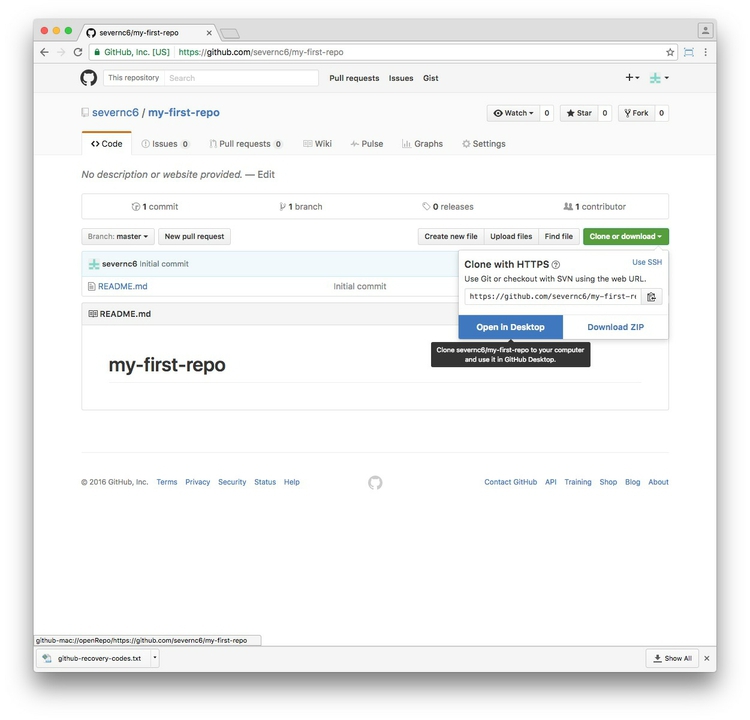 severnc6/my-first-repo
GitHub, Inc. [US] https://github.com/severnc6/my-first-repo
This repository Search Pull requests Issues Gist
severnc6 / my-first-repo Watch 0 Star 0 Fork 0
Code Issues 0 Pull requests 0 Wiki Pulse Graphs Settings
No description or website provided. — Edit
1 commit 1 branch 0 releases 1 contributor
Branch: master New pull request Create new file Upload files Find file Clone or download
severnc6 Initial commit
README.md Initial commit
Clone with HTTPS Use SSH
Use Git or checkout with SVN using the web URL.
https://github.com/severnc6/my-first-re
Open in Desktop Download ZIP
Clone severnc6/my-first-repo to your computer
and use it in GitHub Desktop.
README.md
my-first-repo
© 2016 GitHub, Inc. Terms Privacy Security Status Help Contact GitHub API Training Shop Blog About
github-mac://openRepo/https://github.com/severnc6/my-first-repo
github-recovery-codes.txt Show All